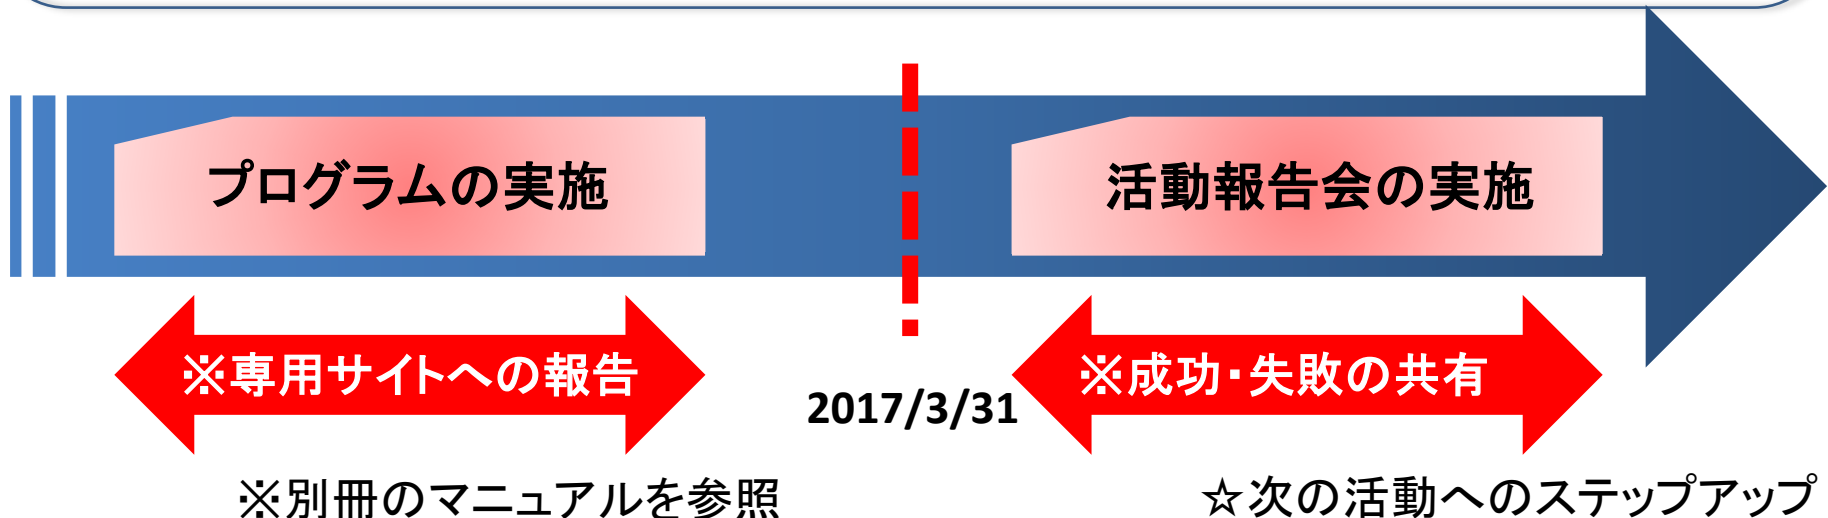 プログラムの実施
活動報告会の実施
※専用サイトへの報告
※成功・失敗の共有
2017/3/31
※別冊のマニュアルを参照
☆次の活動へのステップアップ